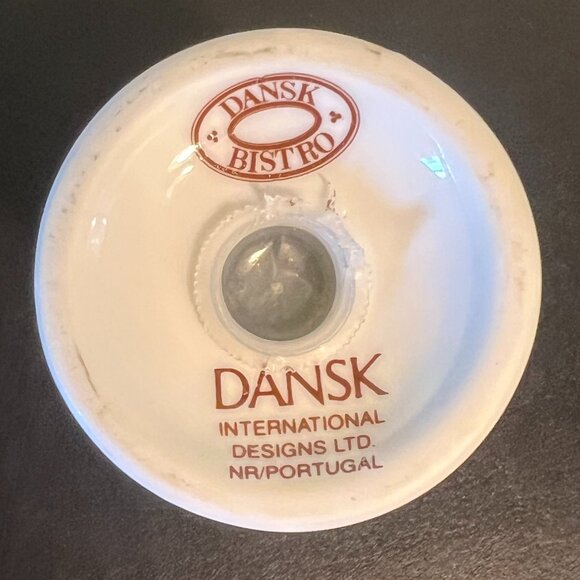 DANSK
BISTRO
DANSK
INTERNATIONAL
DESIGNS LTD.
NR/PORTUGAL